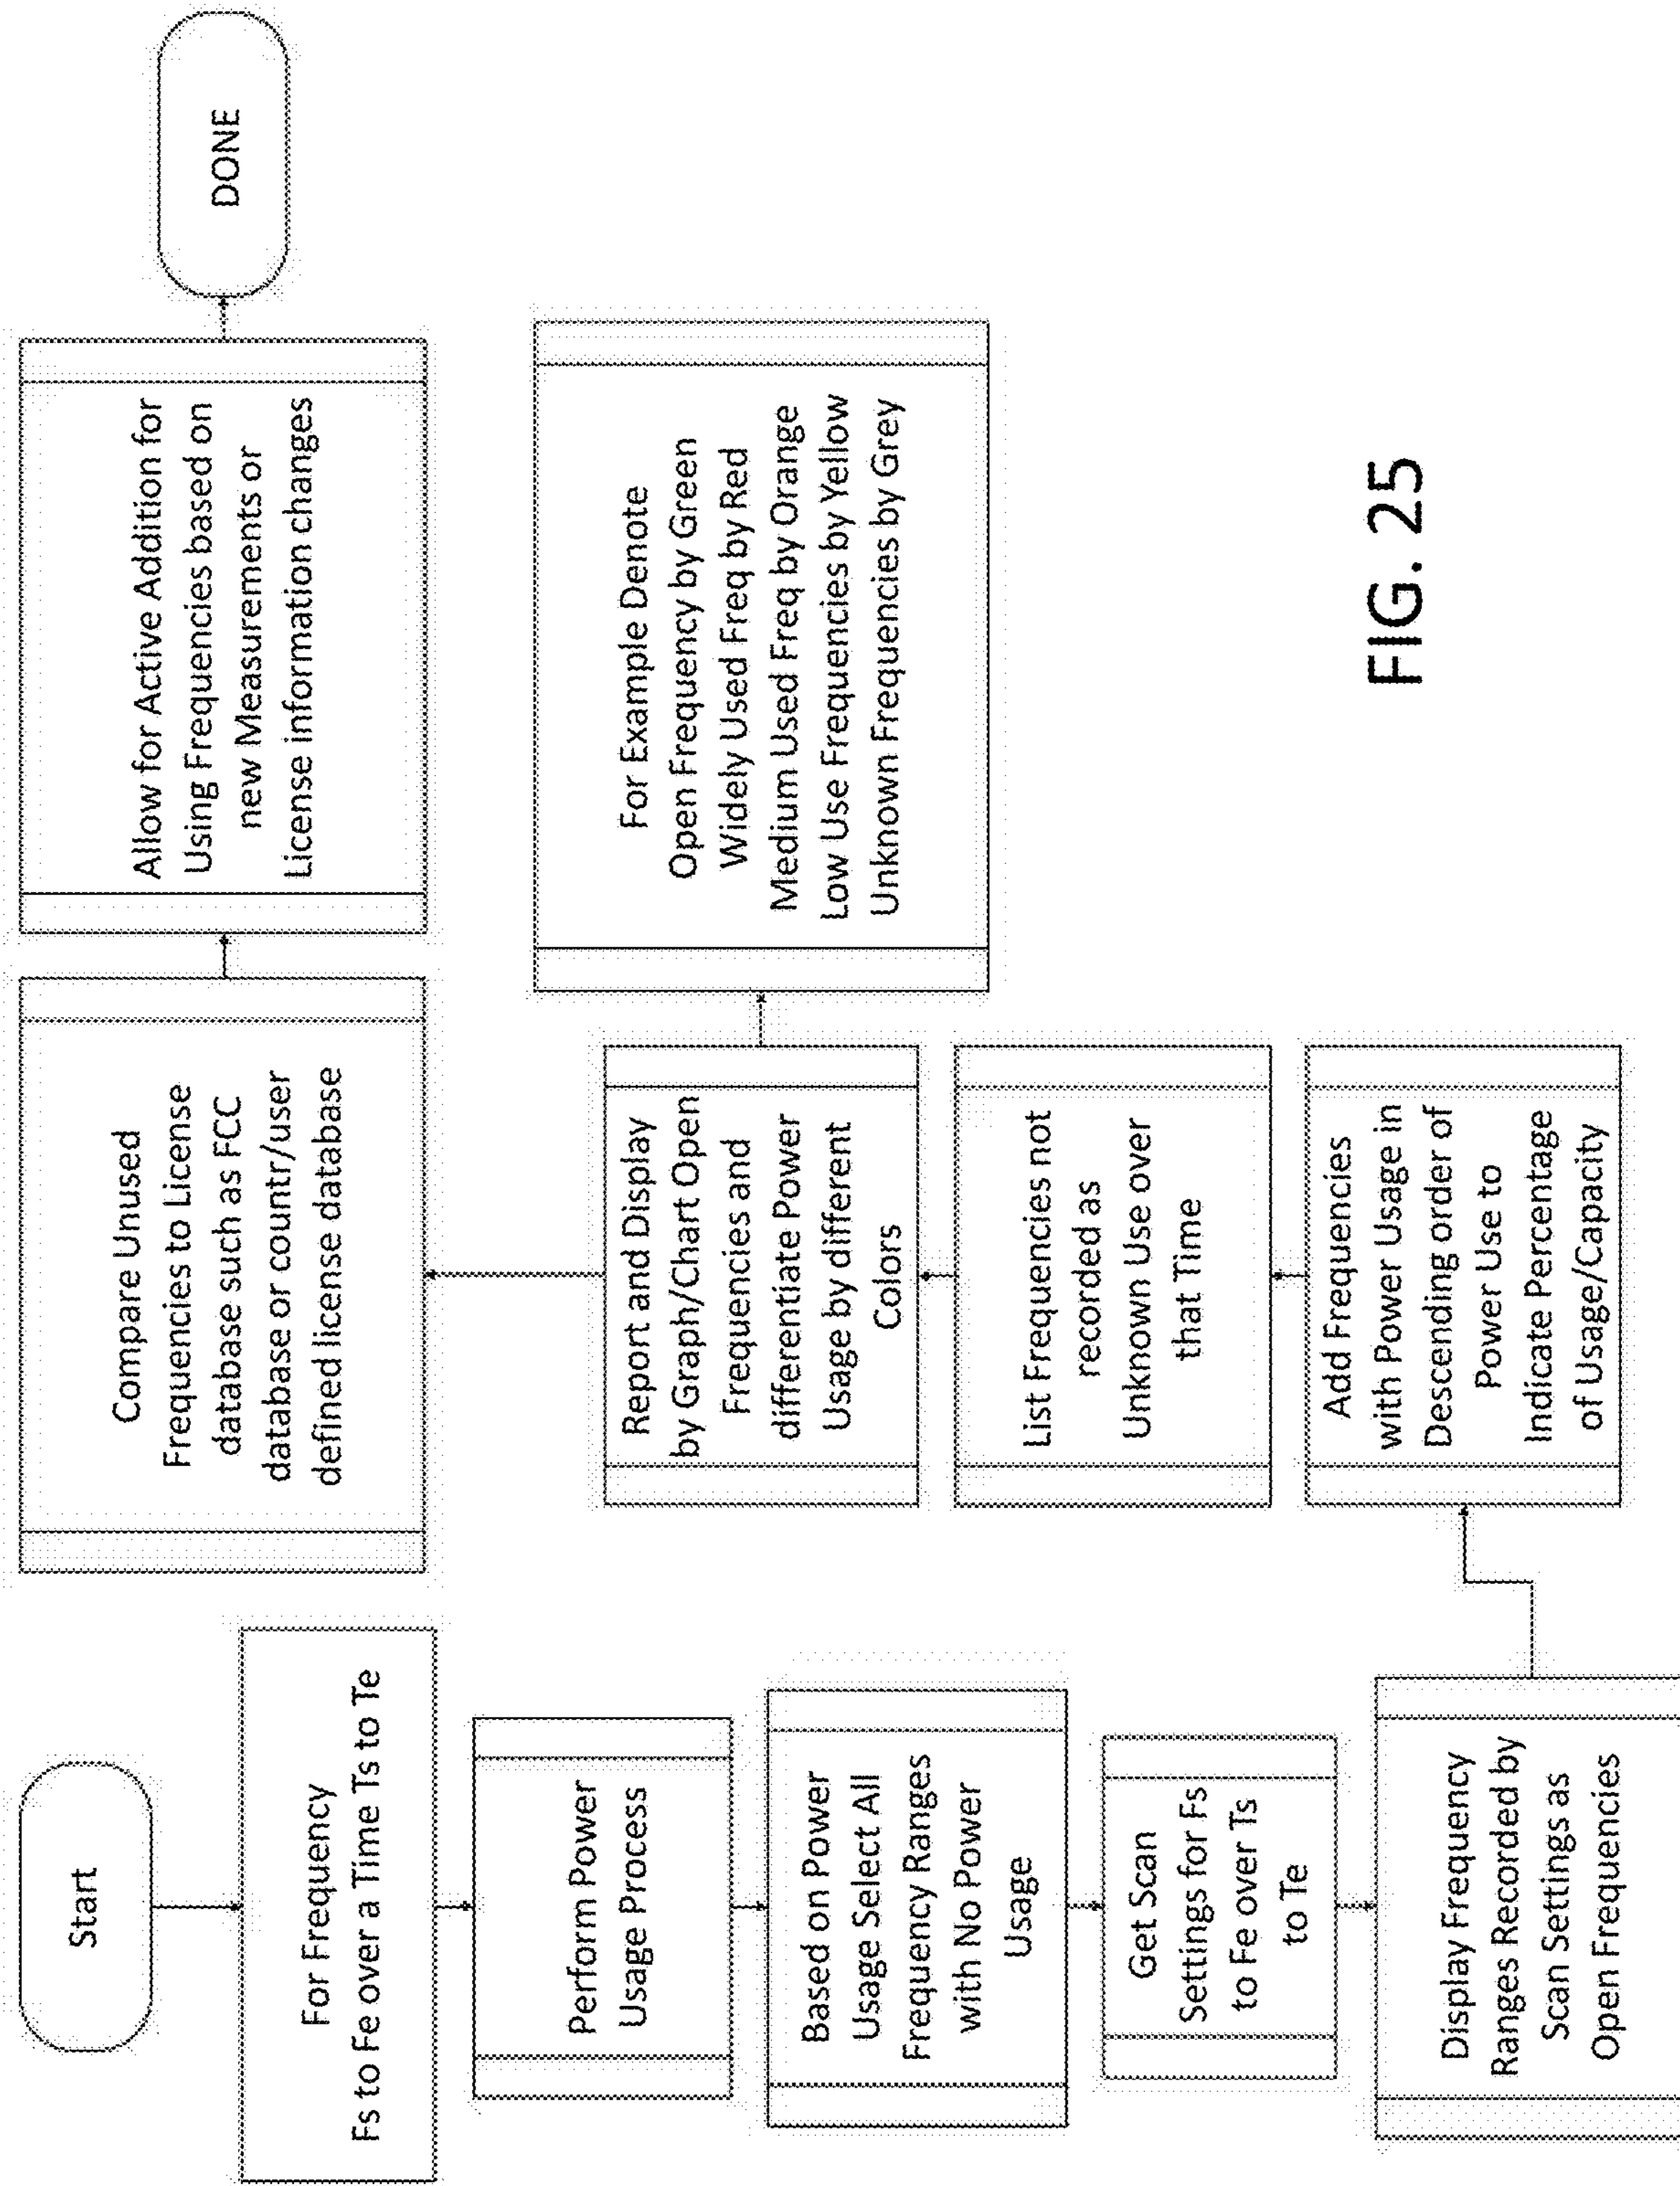 Start
For Frequency
Fs to Fe over a Time Ts to Te
Perform Power
Usage Process
Based on Power
Usage Select All
Frequency Ranges
with No Power
Usage
Get Scan
Settings for Fs
to Fe over Ts
to Te
Display Frequency
Ranges Recorded by
Scan Settings as
Open Frequencies
Add Frequencies
with Power Usage in
Descending order of
Power Use to
Indicate Percentage
of Usage/Capacity
List Frequencies not
recorded as
Unknown Use over
that Time
Report and Display
by Graph/Chart Open
Frequencies and
differentiate Power
Usage by different
Colors
For Example Denote
Open Frequency by Green
Widely Used Freq by Red
Medium Used Freq by Orange
Low Use Frequencies by Yellow
Unknown Frequencies by Grey
Compare Unused
Frequencies to License
database such as FCC
database or countr/user
defined license database
Allow for Active Addition for
Using Frequencies based on
new Measurements or
License information changes
DONE
FIG. 25